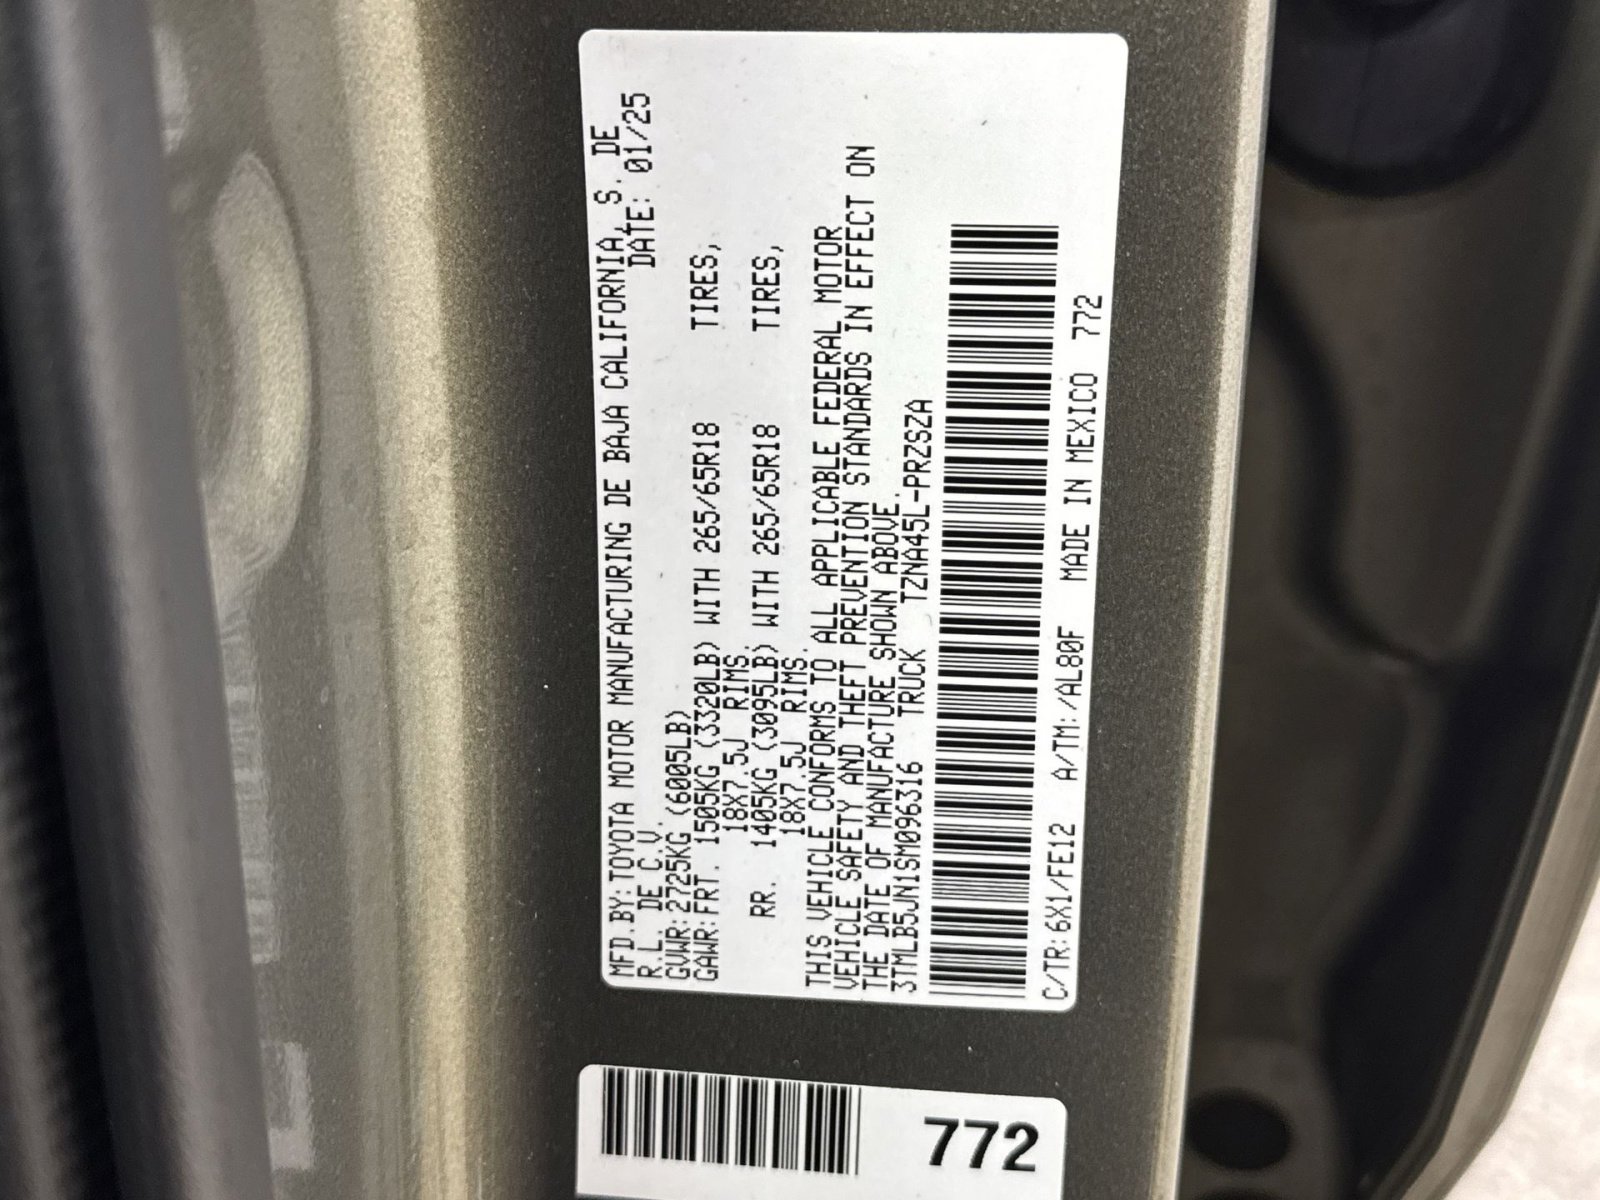 MFD.BY:TOYOTA MOTOR MANUFACTURING DE BAJA CALIFORNIA, S. DE
R.L. DE C.V. DATE: 01/25
GVWR:2725KG (6005LB)
GAWR:FRT. 1505KG (3320LB) WITH 265/65R18 TIRES,
18X7.5J RIMS.
RR. 1405KG (3095LB) WITH 265/65R18 TIRES,
18X7.5J RIMS.
THIS VEHICLE CONFORMS TO ALL APPLICABLE FEDERAL MOTOR
VEHICLE SAFETY AND THEFT PREVENTION STANDARDS IN EFFECT ON
THE DATE OF MANUFACTURE SHOWN ABOVE.
3TMLB5JN1SM096316 TRUCK TZNA45L-PRZSZA
C/TR:6X1/FE12 A/TM:/AL80F MADE IN MEXICO 772
772